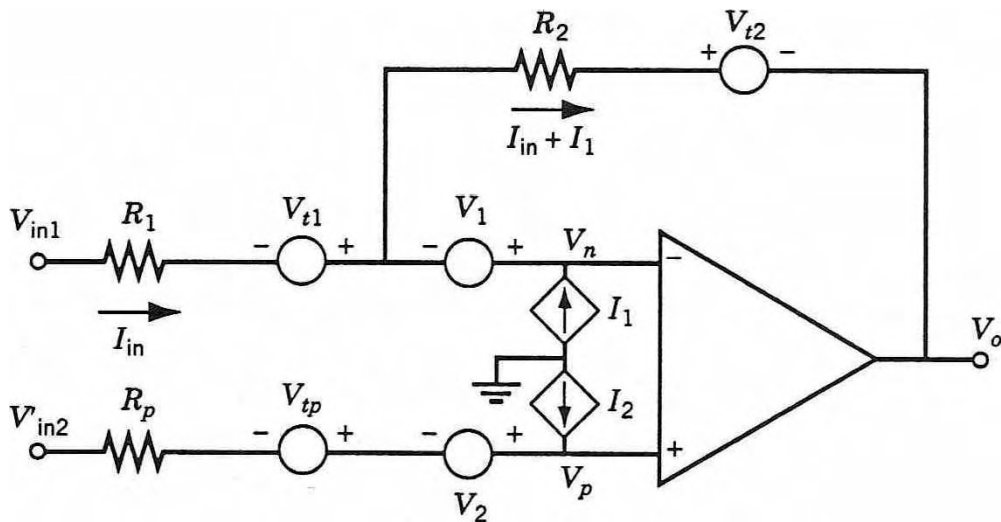 R2
Vt2
+ -
Iin + I1
Vin1
R1
Vt1
V1
Vn
- +
- +
-
Iin
I1
Vo
V'in2
Rp
Vtp
I2
- +
- +
+
V2
Vp